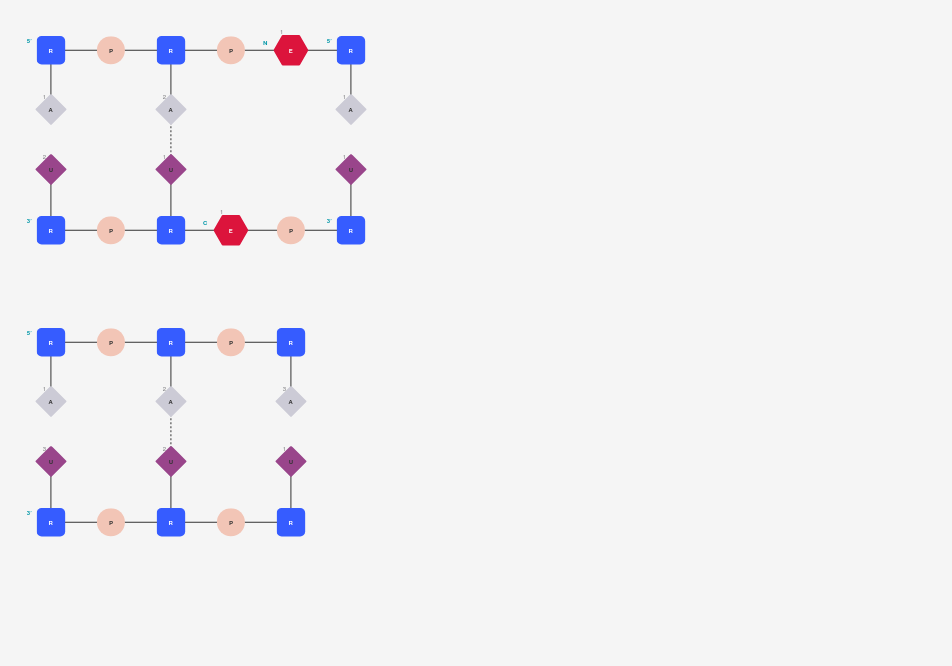 1
5' R P R P N E 5' R
1 2 1
A A A
2 1 1
U U U
1
3' R P R C E P 3' R
5' R P R P R
1 2 3
A A A
3 2 1
U U U
3' R P R P R